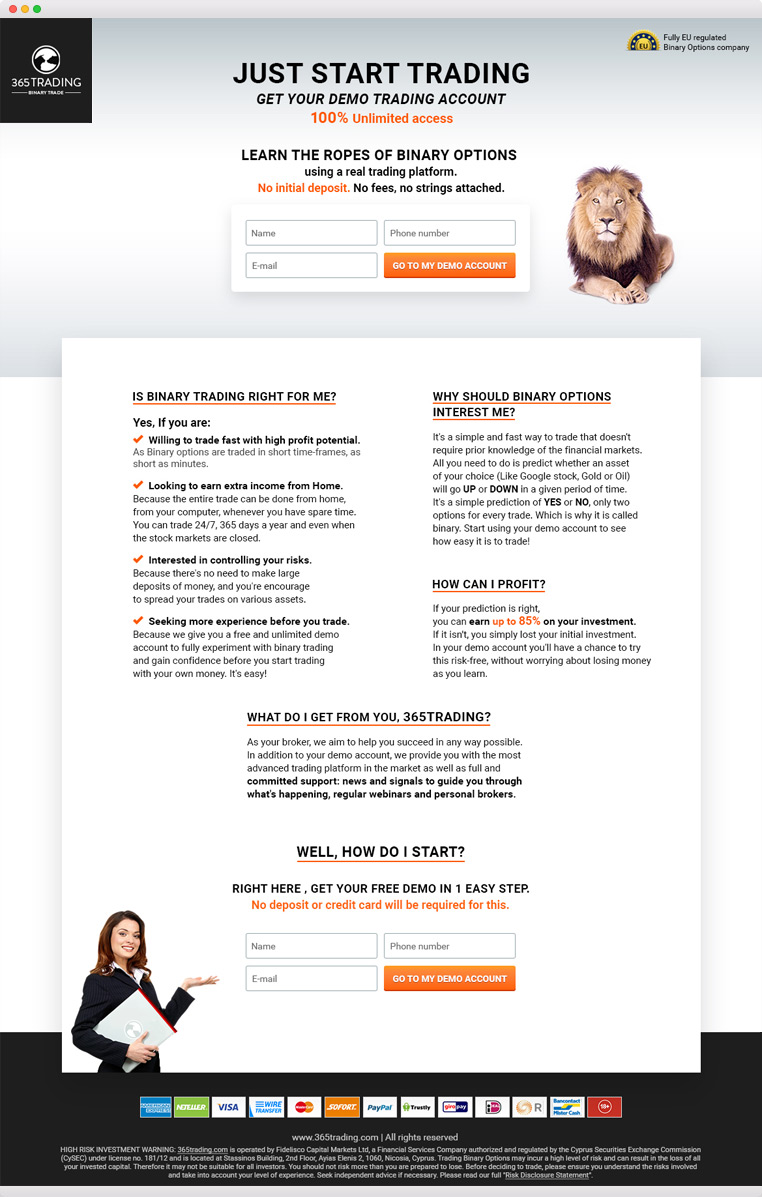 365TRADING
BINARY TRADE
Fully EU regulated
Binary Options company
EU
JUST START TRADING
GET YOUR DEMO TRADING ACCOUNT
100% Unlimited access
LEARN THE ROPES OF BINARY OPTIONS
using a real trading platform.
No initial deposit. No fees, no strings attached.
Name
Phone number
E-mail
GO TO MY DEMO ACCOUNT
IS BINARY TRADING RIGHT FOR ME?
Yes, If you are:
Willing to trade fast with high profit potential.
As Binary options are traded in short time-frames, as
short as minutes.
Looking to earn extra income from Home.
Because the entire trade can be done from home,
from your computer, whenever you have spare time.
You can trade 24/7, 365 days a year and even when
the stock markets are closed.
Interested in controlling your risks.
Because there's no need to make large
deposits of money, and you're encourage
to spread your trades on various assets.
Seeking more experience before you trade.
Because we give you a free and unlimited demo
account to fully experiment with binary trading
and gain confidence before you start trading
with your own money. It's easy!
WHY SHOULD BINARY OPTIONS
INTEREST ME?
It's a simple and fast way to trade that doesn't
require prior knowledge of the financial markets.
All you need to do is predict whether an asset
of your choice (Like Google stock, Gold or Oil)
will go UP or DOWN in a given period of time.
It's a simple prediction of YES or NO, only two
options for every trade. Which is why it is called
binary. Start using your demo account to see
how easy it is to trade!
HOW CAN I PROFIT?
If your prediction is right,
you can earn up to 85% on your investment.
If it isn't, you simply lost your initial investment.
In your demo account you'll have a chance to try
this risk-free, without worrying about losing money
as you learn.
WHAT DO I GET FROM YOU, 365TRADING?
As your broker, we aim to help you succeed in any way possible.
In addition to your demo account, we provide you with the most
advanced trading platform in the market as well as full and
committed support: news and signals to guide you through
what's happening, regular webinars and personal brokers.
WELL, HOW DO I START?
RIGHT HERE , GET YOUR FREE DEMO IN 1 EASY STEP.
No deposit or credit card will be required for this.
Name
Phone number
E-mail
GO TO MY DEMO ACCOUNT
AMERICAN EXPRESS
NETELLER
VISA
WIRE TRANSFER
MasterCard
SOFORT.
PayPal
Trustly
giropay
iDEAL
R
Bancontact Mister Cash
18+
www.365trading.com | All rights reserved
HIGH RISK INVESTMENT WARNING: 365trading.com is operated by Fidelisco Capital Markets Ltd, a Financial Services Company authorized and regulated by the Cyprus Securities Exchange Commission
(CySEC) under license no. 181/12 and is located at Stassinos Building, 2nd Floor, Ayias Elenis 2, 1060, Nicosia, Cyprus. Trading Binary Options may incur a high level of risk and can result in the loss of all
your invested capital. Therefore it may not be suitable for all investors. You should not risk more than you are prepared to lose. Before deciding to trade, please ensure you understand the risks involved
and take into account your level of experience. Seek independent advice if necessary. Please read our full "Risk Disclosure Statement".